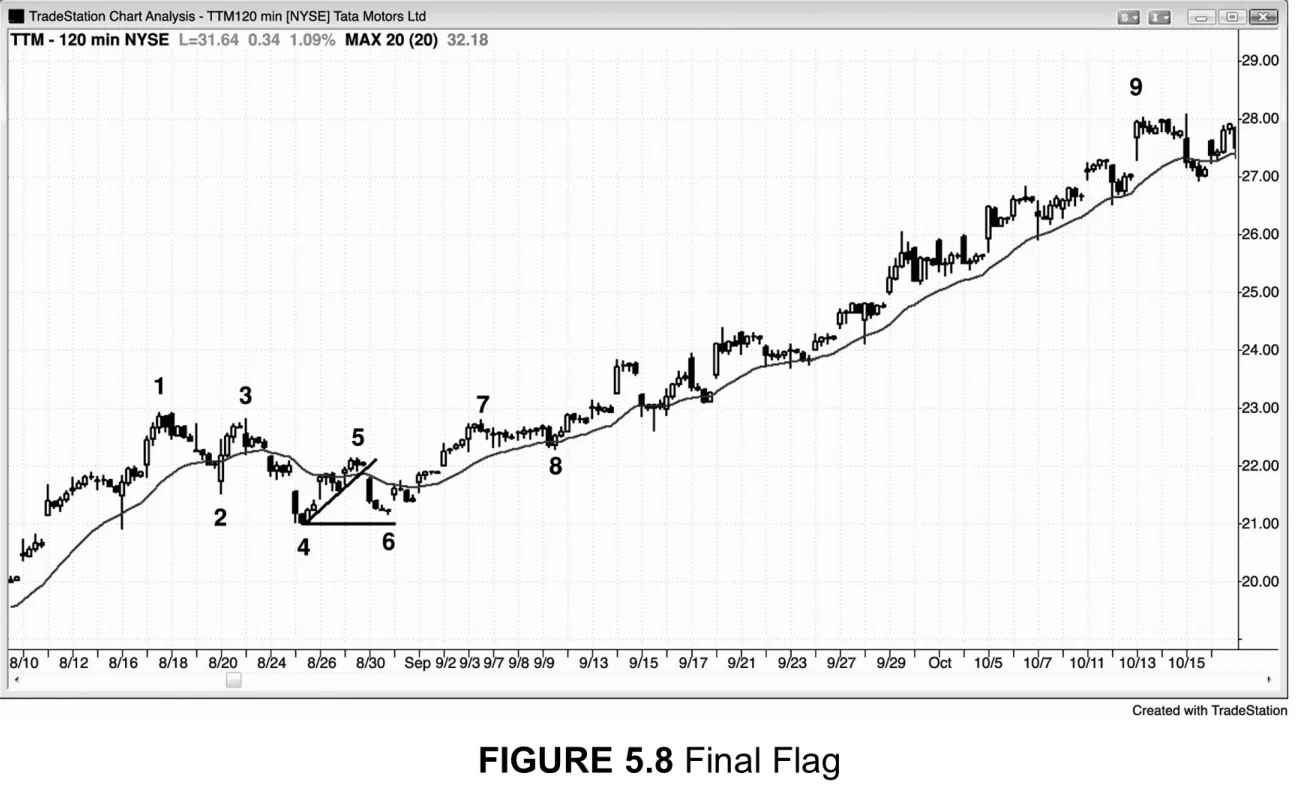 TradeStation Chart Analysis - TTM120 min [NYSE] Tata Motors Ltd
S I
TTM - 120 min NYSE L=31.64 0.34 1.09% MAX 20 (20) 32.18
29.00
9
28.00
27.00
26.00
25.00
24.00
1 3 7
23.00
5
22.00
8
2
21.00
4 6
20.00
8/10 8/12 8/16 8/18 8/20 8/24 8/26 8/30 Sep 9/2 9/3 9/7 9/8 9/9 9/13 9/15 9/17 9/21 9/23 9/27 9/29 Oct 10/5 10/7 10/11 10/13 10/15
Created with TradeStation
FIGURE 5.8 Final Flag